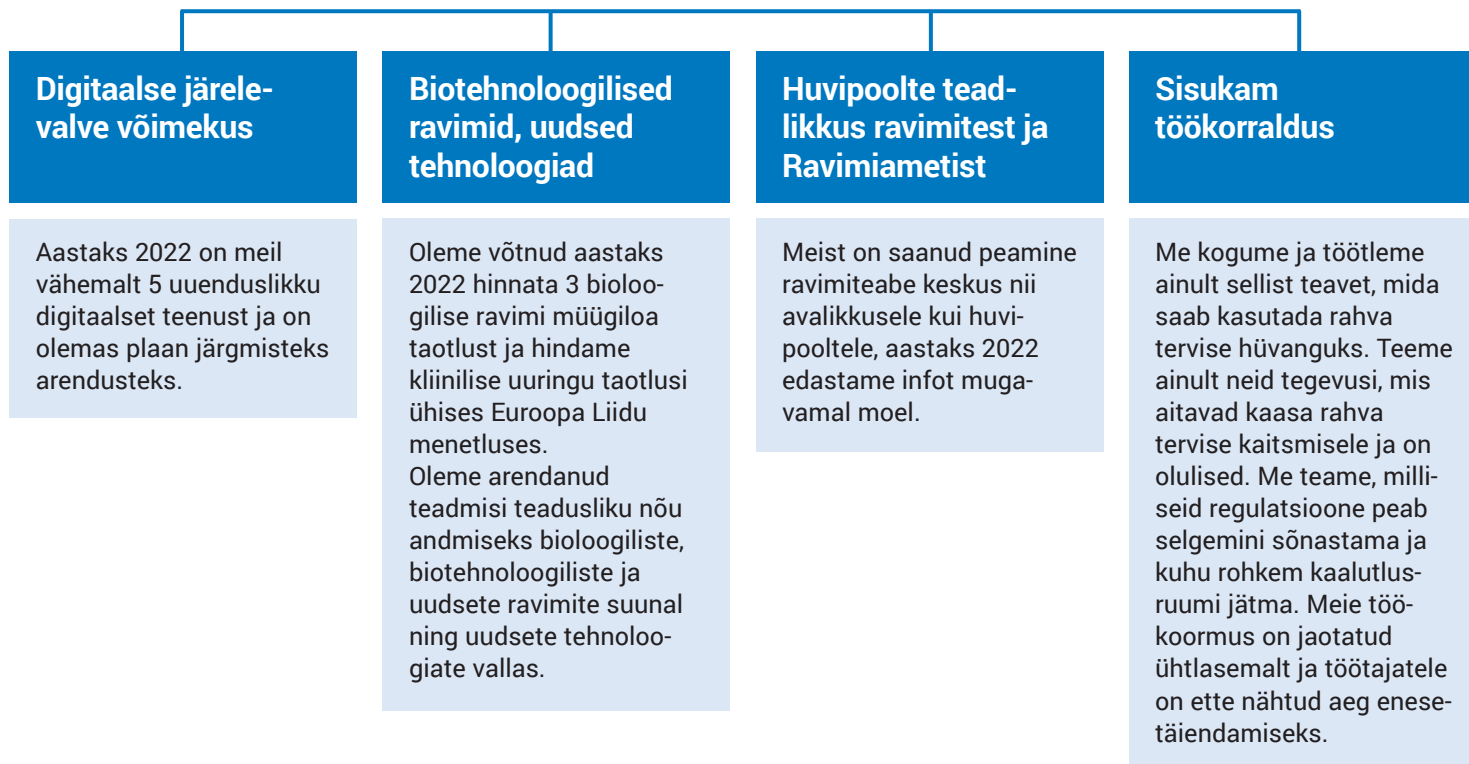 Digitaalse järele-
valve võimekus
Aastaks 2022 on meil
vähemalt 5 uuenduslikku
digitaalset teenust ja on
olemas plaan järgmisteks
arendusteks.
Biotehnoloogilised
ravimid, uudsed
tehnoloogiad
Oleme võtnud aastaks
2022 hinnata 3 bioloo-
gilise ravimi müügiloa
taotlust ja hindame
kliinilise uuringu taotlusi
ühises Euroopa Liidu
menetluses.
Oleme arendanud
teadmisi teadusliku nõu
andmiseks bioloogiliste,
biotehnoloogiliste ja
uudsete ravimite suunal
ning uudsete tehnoloo-
giate vallas.
Huvipoolte tead-
likkus ravimitest ja
Ravimiametist
Meist on saanud peamine
ravimiteabe keskus nii
avalikkusele kui huvi-
pooltele, aastaks 2022
edastame infot muga-
vamal moel.
Sisukam
töökorraldus
Me kogume ja töötleme
ainult sellist teavet, mida
saab kasutada rahva
tervise hüvanguks. Teeme
ainult neid tegevusi, mis
aitavad kaasa rahva
tervise kaitsmisele ja on
olulised. Me teame, milli-
seid regulatsioone peab
selgemini sõnastama ja
kuhu rohkem kaalutlus-
ruumi jätma. Meie töö-
koormus on jaotatud
ühtlasemalt ja töötajatele
on ette nähtud aeg enese-
täiendamiseks.